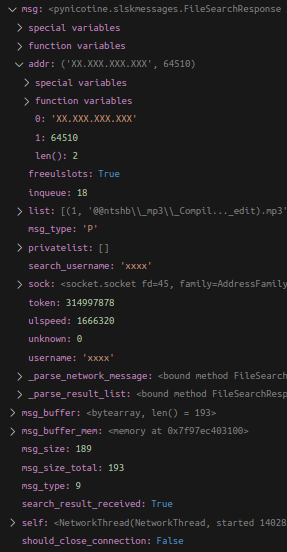 msg: <pynicotine.slskmessages.FileSearchResponse
special variables
function variables
addr: ('XX.XXX.XXX.XXX', 64510)
special variables
function variables
0: 'XX.XXX.XXX.XXX'
1: 64510
len(): 2
freeulslots: True
inqueue: 18
list: [(1, '@@ntshb\\_mp3\\_Compil..._edit).mp3'
msg_type: 'P'
privatelist: []
search_username: 'xxxx'
sock: <socket.socket fd=45, family=AddressFamily
token: 314997878
ulspeed: 1666320
unknown: 0
username: 'xxxx'
_parse_network_message: <bound method FileSearc
_parse_result_list: <bound method FileSearchResp
msg_buffer: <bytearray, len() = 193>
msg_buffer_mem: <memory at 0x7f97ec403100>
msg_size: 189
msg_size_total: 193
msg_type: 9
search_result_received: True
self: <NetworkThread(NetworkThread, started 14028
should_close_connection: False